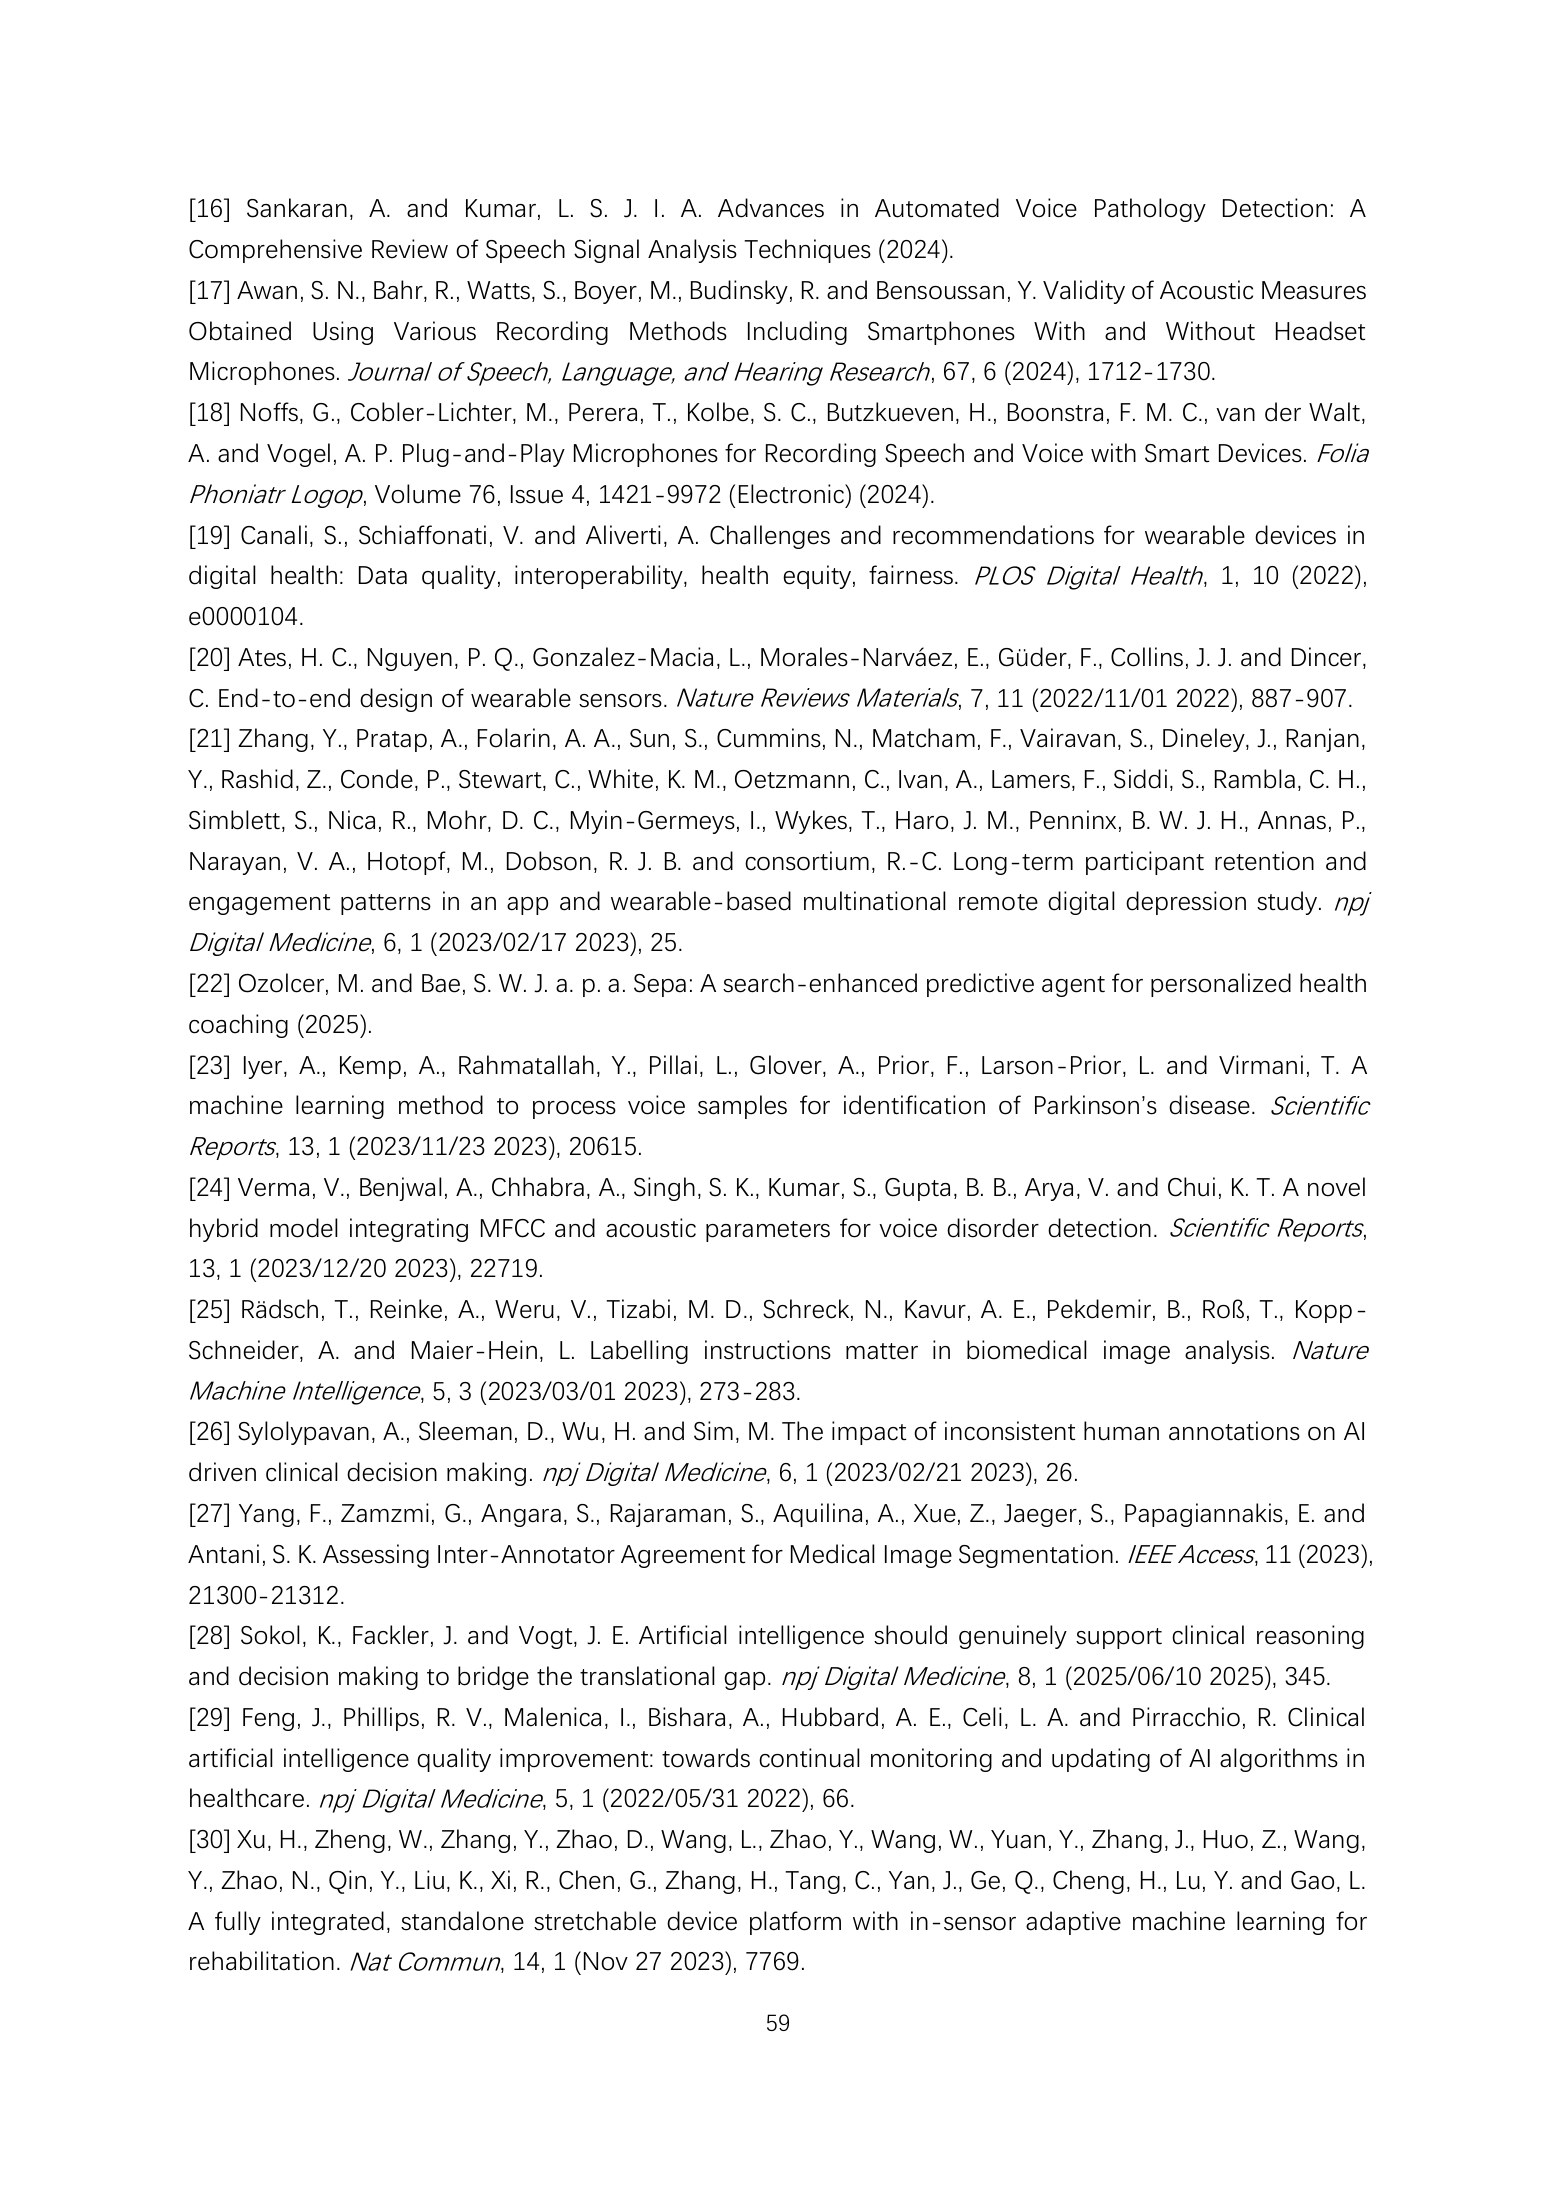 [16] Sankaran, A. and Kumar, L. S. J. I. A. Advances in Automated Voice Pathology Detection: A
Comprehensive Review of Speech Signal Analysis Techniques (2024).
[17] Awan, S. N., Bahr, R., Watts, S., Boyer, M., Budinsky, R. and Bensoussan, Y. Validity of Acoustic Measures
Obtained Using Various Recording Methods Including Smartphones With and Without Headset
Microphones. Journal of Speech, Language, and Hearing Research, 67, 6 (2024), 1712-1730.
[18] Noffs, G., Cobler-Lichter, M., Perera, T., Kolbe, S. C., Butzkueven, H., Boonstra, F. M. C., van der Walt,
A. and Vogel, A. P. Plug-and-Play Microphones for Recording Speech and Voice with Smart Devices. Folia
Phoniatr Logop, Volume 76, Issue 4, 1421-9972 (Electronic) (2024).
[19] Canali, S., Schiaffonati, V. and Aliverti, A. Challenges and recommendations for wearable devices in
digital health: Data quality, interoperability, health equity, fairness. PLOS Digital Health, 1, 10 (2022),
e0000104.
[20] Ates, H. C., Nguyen, P. Q., Gonzalez-Macia, L., Morales-Narváez, E., Güder, F., Collins, J. J. and Dincer,
C. End-to-end design of wearable sensors. Nature Reviews Materials, 7, 11 (2022/11/01 2022), 887-907.
[21] Zhang, Y., Pratap, A., Folarin, A. A., Sun, S., Cummins, N., Matcham, F., Vairavan, S., Dineley, J., Ranjan,
Y., Rashid, Z., Conde, P., Stewart, C., White, K. M., Oetzmann, C., Ivan, A., Lamers, F., Siddi, S., Rambla, C. H.,
Simblett, S., Nica, R., Mohr, D. C., Myin-Germeys, I., Wykes, T., Haro, J. M., Penninx, B. W. J. H., Annas, P.,
Narayan, V. A., Hotopf, M., Dobson, R. J. B. and consortium, R.-C. Long-term participant retention and
engagement patterns in an app and wearable-based multinational remote digital depression study. npj
Digital Medicine, 6, 1 (2023/02/17 2023), 25.
[22] Ozolcer, M. and Bae, S. W. J. a. p. a. Sepa: A search-enhanced predictive agent for personalized health
coaching (2025).
[23] Iyer, A., Kemp, A., Rahmatallah, Y., Pillai, L., Glover, A., Prior, F., Larson-Prior, L. and Virmani, T. A
machine learning method to process voice samples for identification of Parkinson's disease. Scientific
Reports, 13, 1 (2023/11/23 2023), 20615.
[24] Verma, V., Benjwal, A., Chhabra, A., Singh, S. K., Kumar, S., Gupta, B. B., Arya, V. and Chui, K. T. A novel
hybrid model integrating MFCC and acoustic parameters for voice disorder detection. Scientific Reports,
13, 1 (2023/12/20 2023), 22719.
[25] Rädsch, T., Reinke, A., Weru, V., Tizabi, M. D., Schreck, N., Kavur, A. E., Pekdemir, B., Roß, T., Kopp-
Schneider, A. and Maier-Hein, L. Labelling instructions matter in biomedical image analysis. Nature
Machine Intelligence, 5, 3 (2023/03/01 2023), 273-283.
[26] Sylolypavan, A., Sleeman, D., Wu, H. and Sim, M. The impact of inconsistent human annotations on AI
driven clinical decision making. npj Digital Medicine, 6, 1 (2023/02/21 2023), 26.
[27] Yang, F., Zamzmi, G., Angara, S., Rajaraman, S., Aquilina, A., Xue, Z., Jaeger, S., Papagiannakis, E. and
Antani, S. K. Assessing Inter-Annotator Agreement for Medical Image Segmentation. IEEE Access, 11 (2023),
21300-21312.
[28] Sokol, K., Fackler, J. and Vogt, J. E. Artificial intelligence should genuinely support clinical reasoning
and decision making to bridge the translational gap. npj Digital Medicine, 8, 1 (2025/06/10 2025), 345.
[29] Feng, J., Phillips, R. V., Malenica, I., Bishara, A., Hubbard, A. E., Celi, L. A. and Pirracchio, R. Clinical
artificial intelligence quality improvement: towards continual monitoring and updating of AI algorithms in
healthcare. npj Digital Medicine, 5, 1 (2022/05/31 2022), 66.
[30] Xu, H., Zheng, W., Zhang, Y., Zhao, D., Wang, L., Zhao, Y., Wang, W., Yuan, Y., Zhang, J., Huo, Z., Wang,
Y., Zhao, N., Qin, Y., Liu, K., Xi, R., Chen, G., Zhang, H., Tang, C., Yan, J., Ge, Q., Cheng, H., Lu, Y. and Gao, L.
A fully integrated, standalone stretchable device platform with in-sensor adaptive machine learning for
rehabilitation. Nat Commun, 14, 1 (Nov 27 2023), 7769.
59